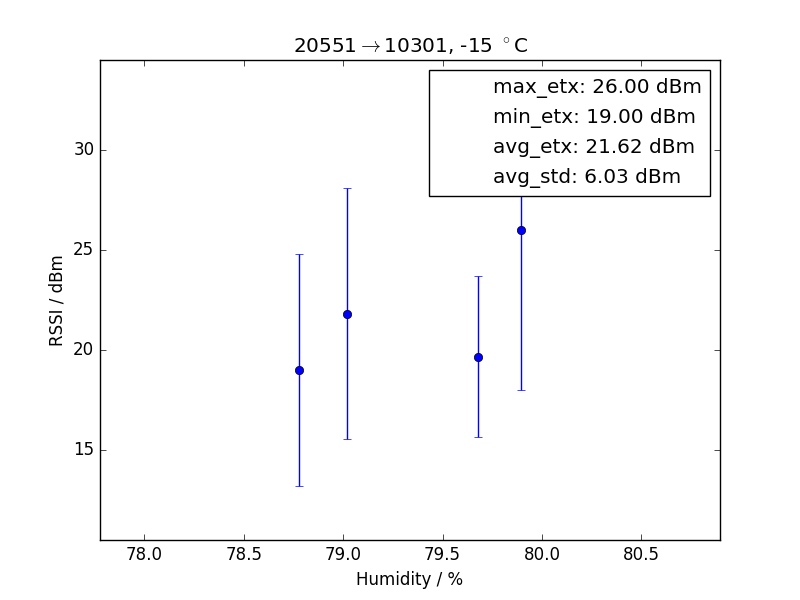 20551→10301, -15 °C
max_etx: 26.00 dBm
min_etx: 19.00 dBm
avg_etx: 21.62 dBm
avg_std: 6.03 dBm
30
25
20
15
RSSI / dBm
78.0 78.5 79.0 79.5 80.0 80.5
Humidity / %